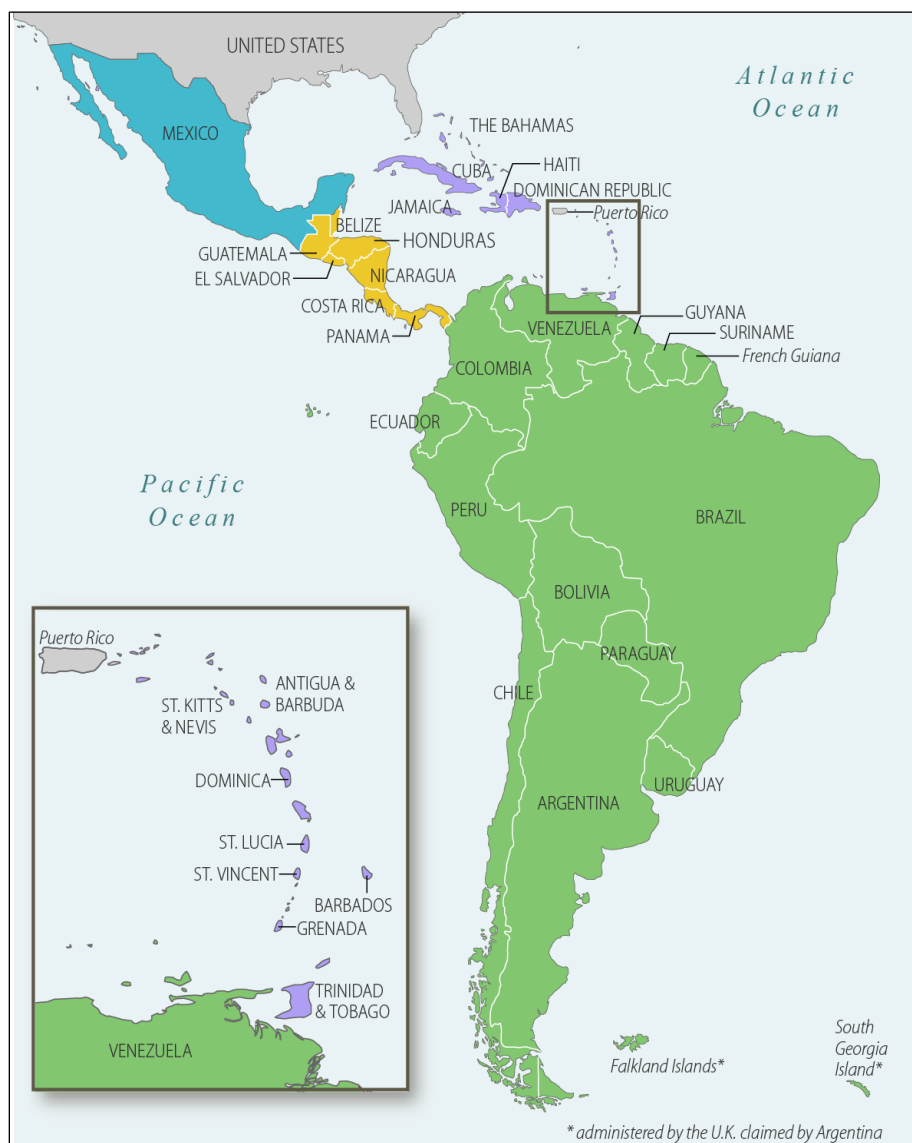 UNITED STATES
Atlantic
Ocean
MEXICO
THE BAHAMAS
CUBA
HAITI
DOMINICAN REPUBLIC
JAMAICA
Puerto Rico
BELIZE
HONDURAS
GUATEMALA
EL SALVADOR
NICARAGUA
COSTA RICA
PANAMA
VENEZUELA
GUYANA
SURINAME
French Guiana
COLOMBIA
ECUADOR
Pacific
Ocean
PERU
BRAZIL
BOLIVIA
PARAGUAY
CHILE
URUGUAY
ARGENTINA
Puerto Rico
ANTIGUA &
BARBUDA
ST. KITTS
& NEVIS
DOMINICA
ST. LUCIA
ST. VINCENT
BARBADOS
GRENADA
TRINIDAD
& TOBAGO
VENEZUELA
Falkland Islands*
South
Georgia
Island*
* administered by the U.K. claimed by Argentina